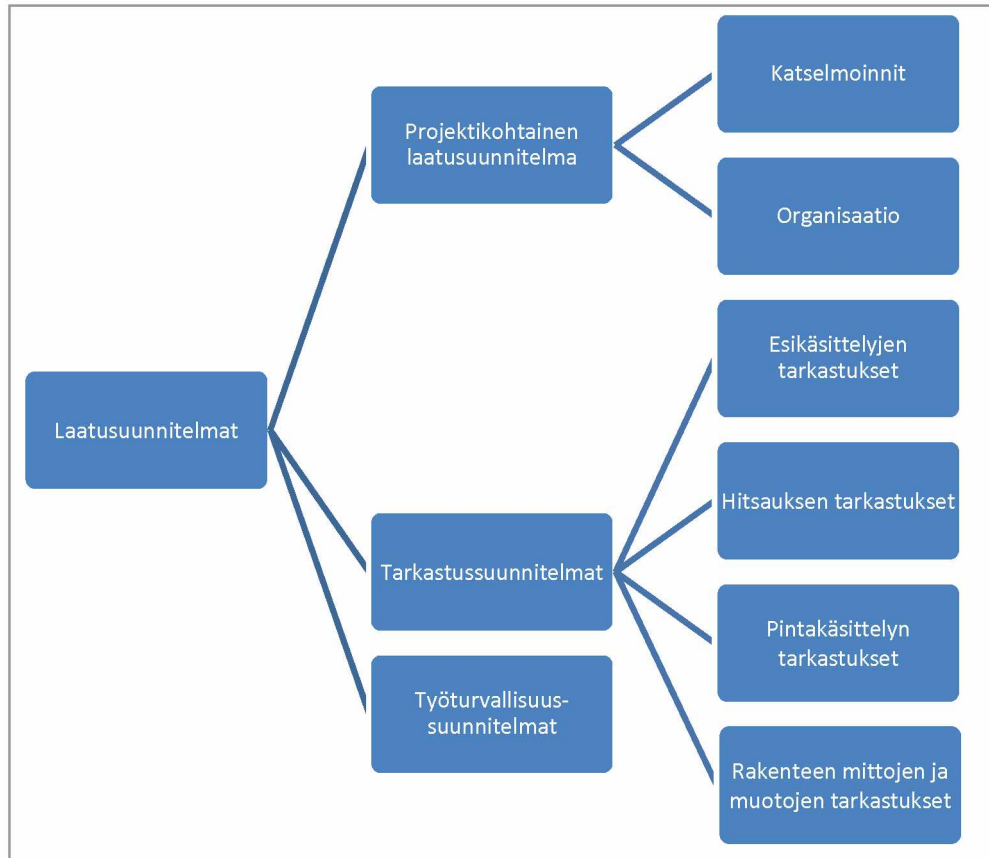 Laatusuunnitelmat
Projektikohtainen
laatusuunnitelma
Katselmoinnit
Organisaatio
Tarkastussuunnitelmat
Esikäsittelyjen
tarkastukset
Hitsauksen tarkastukset
Pintakäsittelyn
tarkastukset
Rakenteen mittojen ja
muotojen tarkastukset
Työturvallisuus-
suunnitelmat